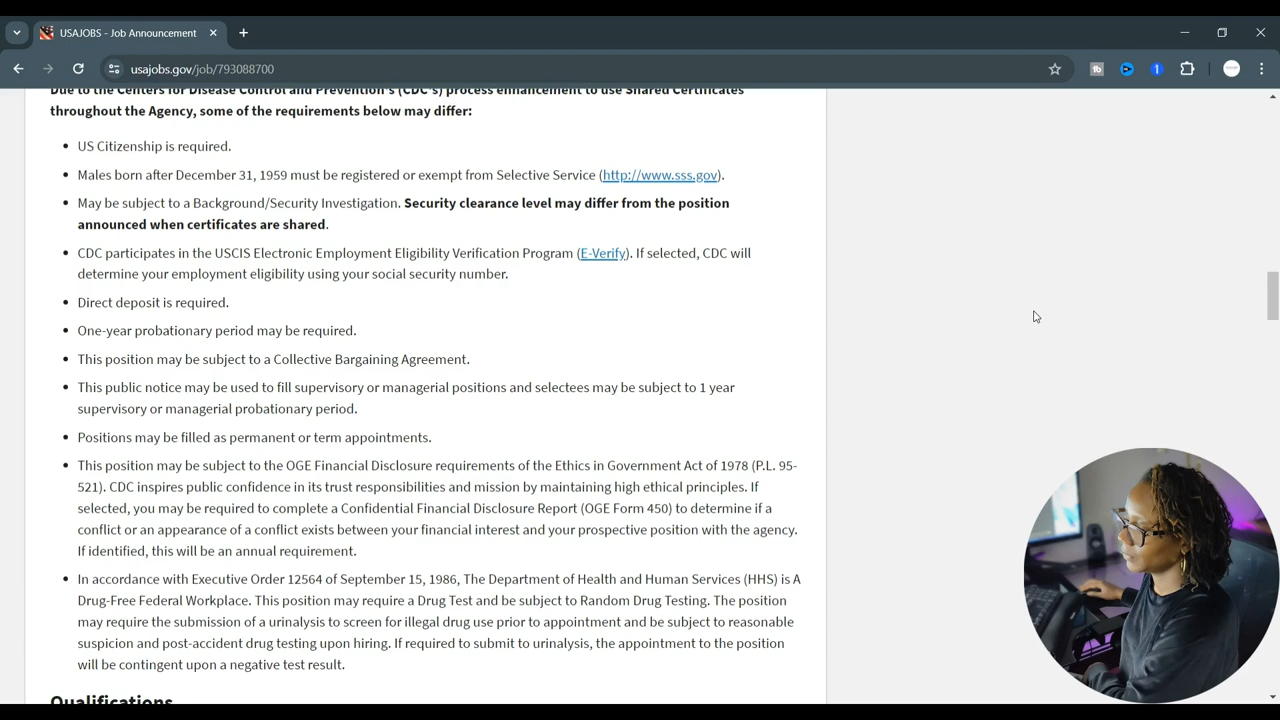 USAJOBS - Job Announcement
usajobs.gov/job/793088700
Due to the Centers for Disease Control and Prevention's (CDC's) process enhancement to use Shared Certificates
throughout the Agency, some of the requirements below may differ:
• US Citizenship is required.
• Males born after December 31, 1959 must be registered or exempt from Selective Service (http://www.sss.gov).
• May be subject to a Background/Security Investigation. Security clearance level may differ from the position
announced when certificates are shared.
• CDC participates in the USCIS Electronic Employment Eligibility Verification Program (E-Verify). If selected, CDC will
determine your employment eligibility using your social security number.
• Direct deposit is required.
• One-year probationary period may be required.
• This position may be subject to a Collective Bargaining Agreement.
• This public notice may be used to fill supervisory or managerial positions and selectees may be subject to 1 year
supervisory or managerial probationary period.
• Positions may be filled as permanent or term appointments.
• This position may be subject to the OGE Financial Disclosure requirements of the Ethics in Government Act of 1978 (P.L. 95-
521). CDC inspires public confidence in its trust responsibilities and mission by maintaining high ethical principles. If
selected, you may be required to complete a Confidential Financial Disclosure Report (OGE Form 450) to determine if a
conflict or an appearance of a conflict exists between your financial interest and your prospective position with the agency.
If identified, this will be an annual requirement.
• In accordance with Executive Order 12564 of September 15, 1986, The Department of Health and Human Services (HHS) is A
Drug-Free Federal Workplace. This position may require a Drug Test and be subject to Random Drug Testing. The position
may require the submission of a urinalysis to screen for illegal drug use prior to appointment and be subject to reasonable
suspicion and post-accident drug testing upon hiring. If required to submit to urinalysis, the appointment to the position
will be contingent upon a negative test result.
Qualifications